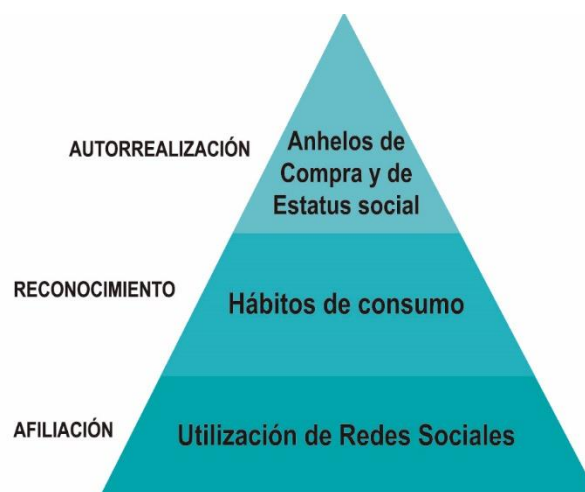 AUTORREALIZACIÓN
Anhelos de
Compra y de
Estatus social
RECONOCIMIENTO
Hábitos de consumo
AFILIACIÓN
Utilización de Redes Sociales